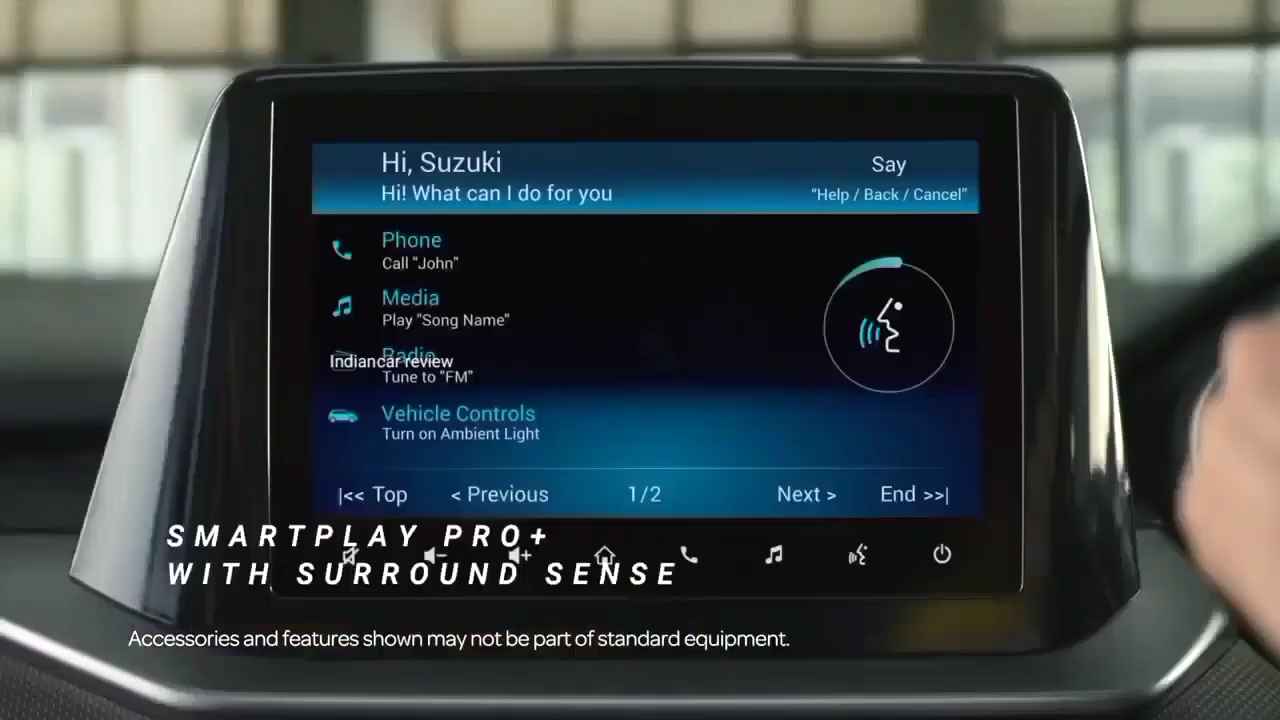 Hi, Suzuki
Hi! What can I do for you
Say
"Help / Back / Cancel"
Phone
Call "John"
Media
Play "Song Name"
Radio
Indiancar review
Tune to "FM"
Vehicle Controls
Turn on Ambient Light
|<< Top
< Previous
1/2
Next >
End >>|
SMARTPLAY PRO+
WITH SURROUND SENSE
Accessories and features shown may not be part of standard equipment.